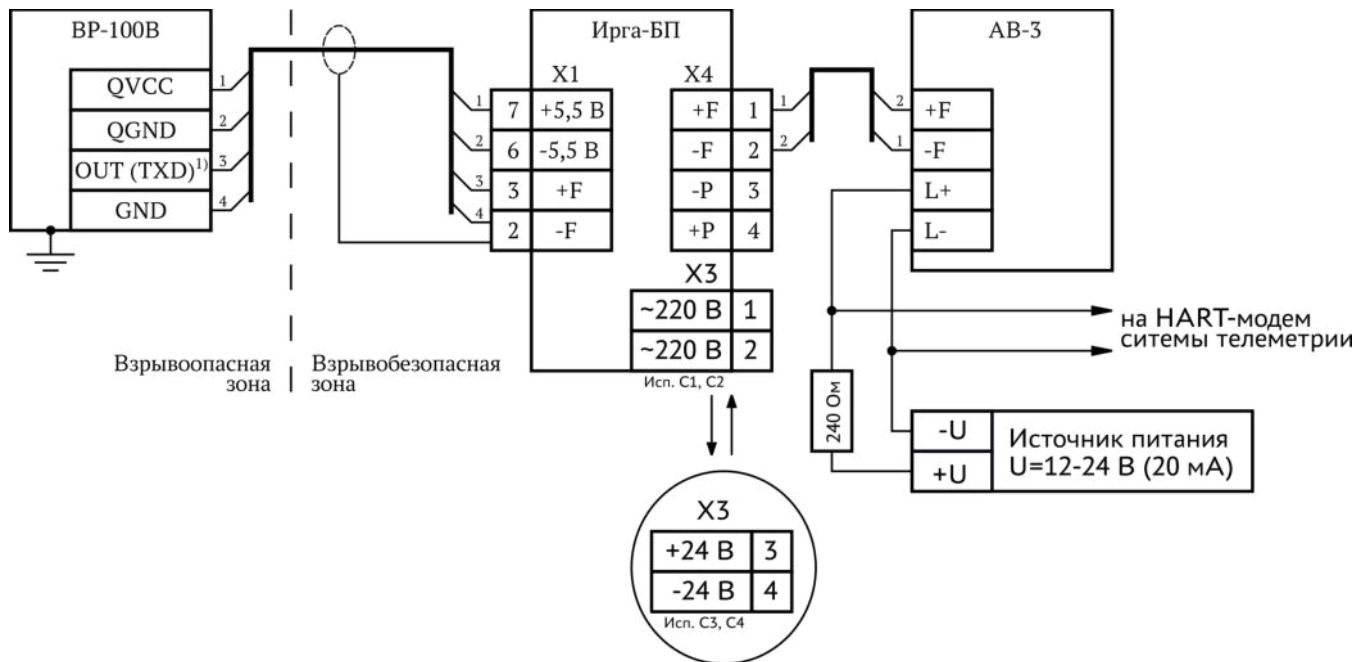 ВР-100В
QVCC
QGND
OUT (TXD)1)
GND
1
2
3
4
Взрывоопасная
зона
Взрывобезопасная
зона
Ирга-БП
X1
1
2
3
4
7 +5,5 В
6 -5,5 В
3 +F
2 -F
X4
+F 1
-F 2
-P 3
+P 4
1
2
X3
~220 В 1
~220 В 2
Исп. С1, С2
X3
+24 В 3
-24 В 4
Исп. С3, С4
АВ-3
2
1
+F
-F
L+
L-
на HART-модем
ситемы телеметрии
240 Ом
-U
+U
Источник питания
U=12-24 В (20 мА)